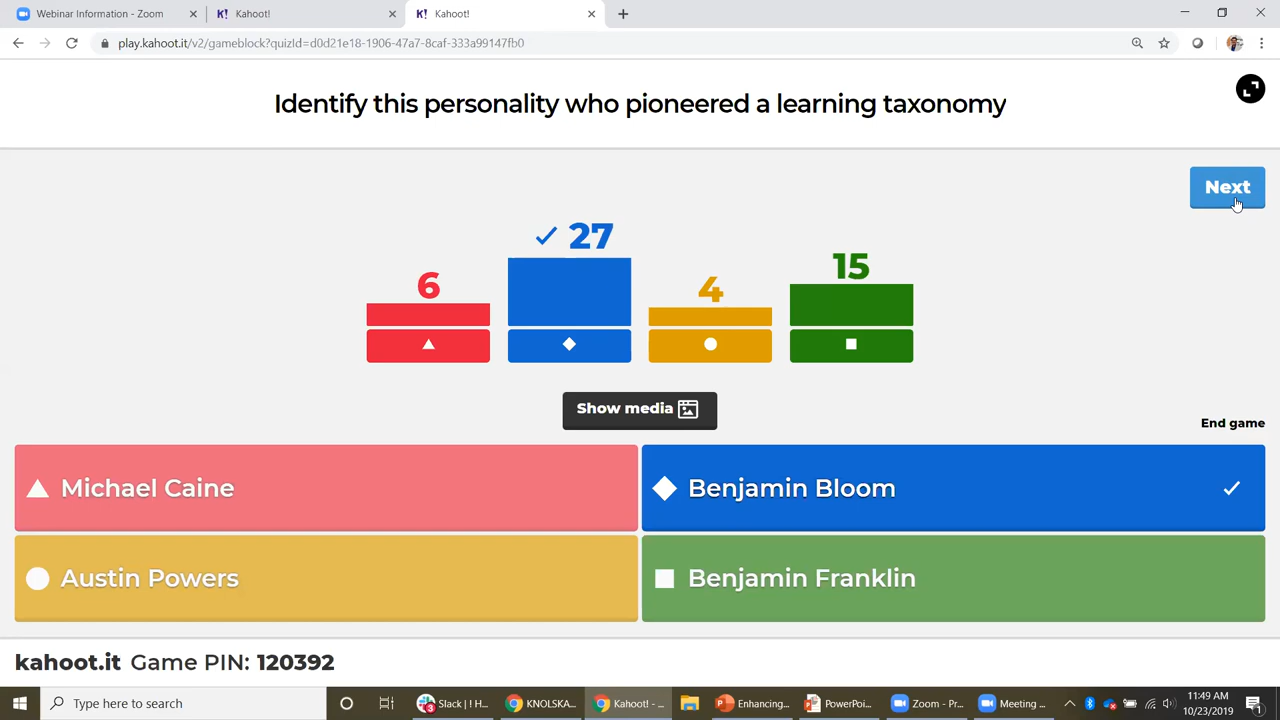 Webinar Information - Zoom
K! Kahoot!
K! Kahoot!
play.kahoot.it/v2/gameblock?quizId=d0d21e18-1906-47a7-8caf-333a99147fb0
Identify this personality who pioneered a learning taxonomy
Next
6
27
4
15
Show media
End game
Michael Caine
Benjamin Bloom
Austin Powers
Benjamin Franklin
kahoot.it Game PIN: 120392
Type here to search
Slack | ! H...
KNOLSKA...
Kahoot! - ...
Enhancing...
PowerPoi...
Zoom - Pr...
Meeting ...
11:49 AM
10/23/2019